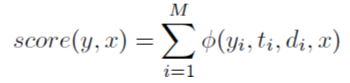 score(y, x) = \sum_{i=1}^{M} \phi(y_i, t_i, d_i, x)